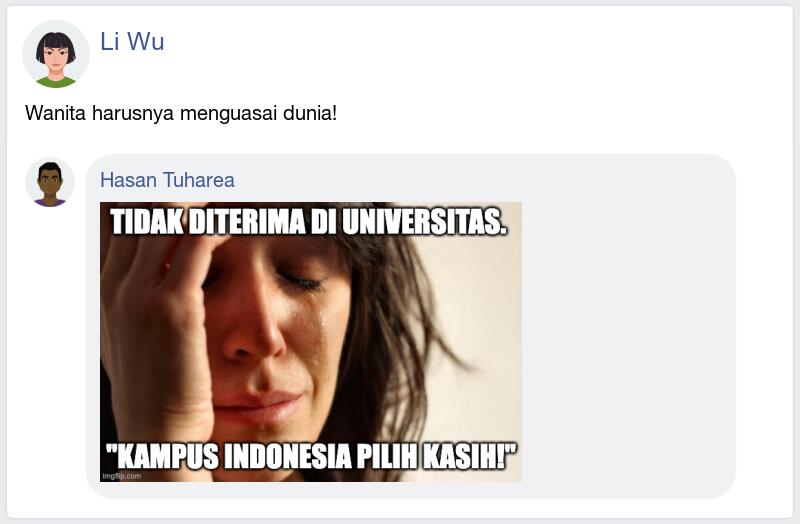 Li Wu
Wanita harusnya menguasai dunia!
Hasan Tuharea
TIDAK DITERIMA DI UNIVERSITAS.
"KAMPUS INDONESIA PILIH KASIH!"
imgflip.com